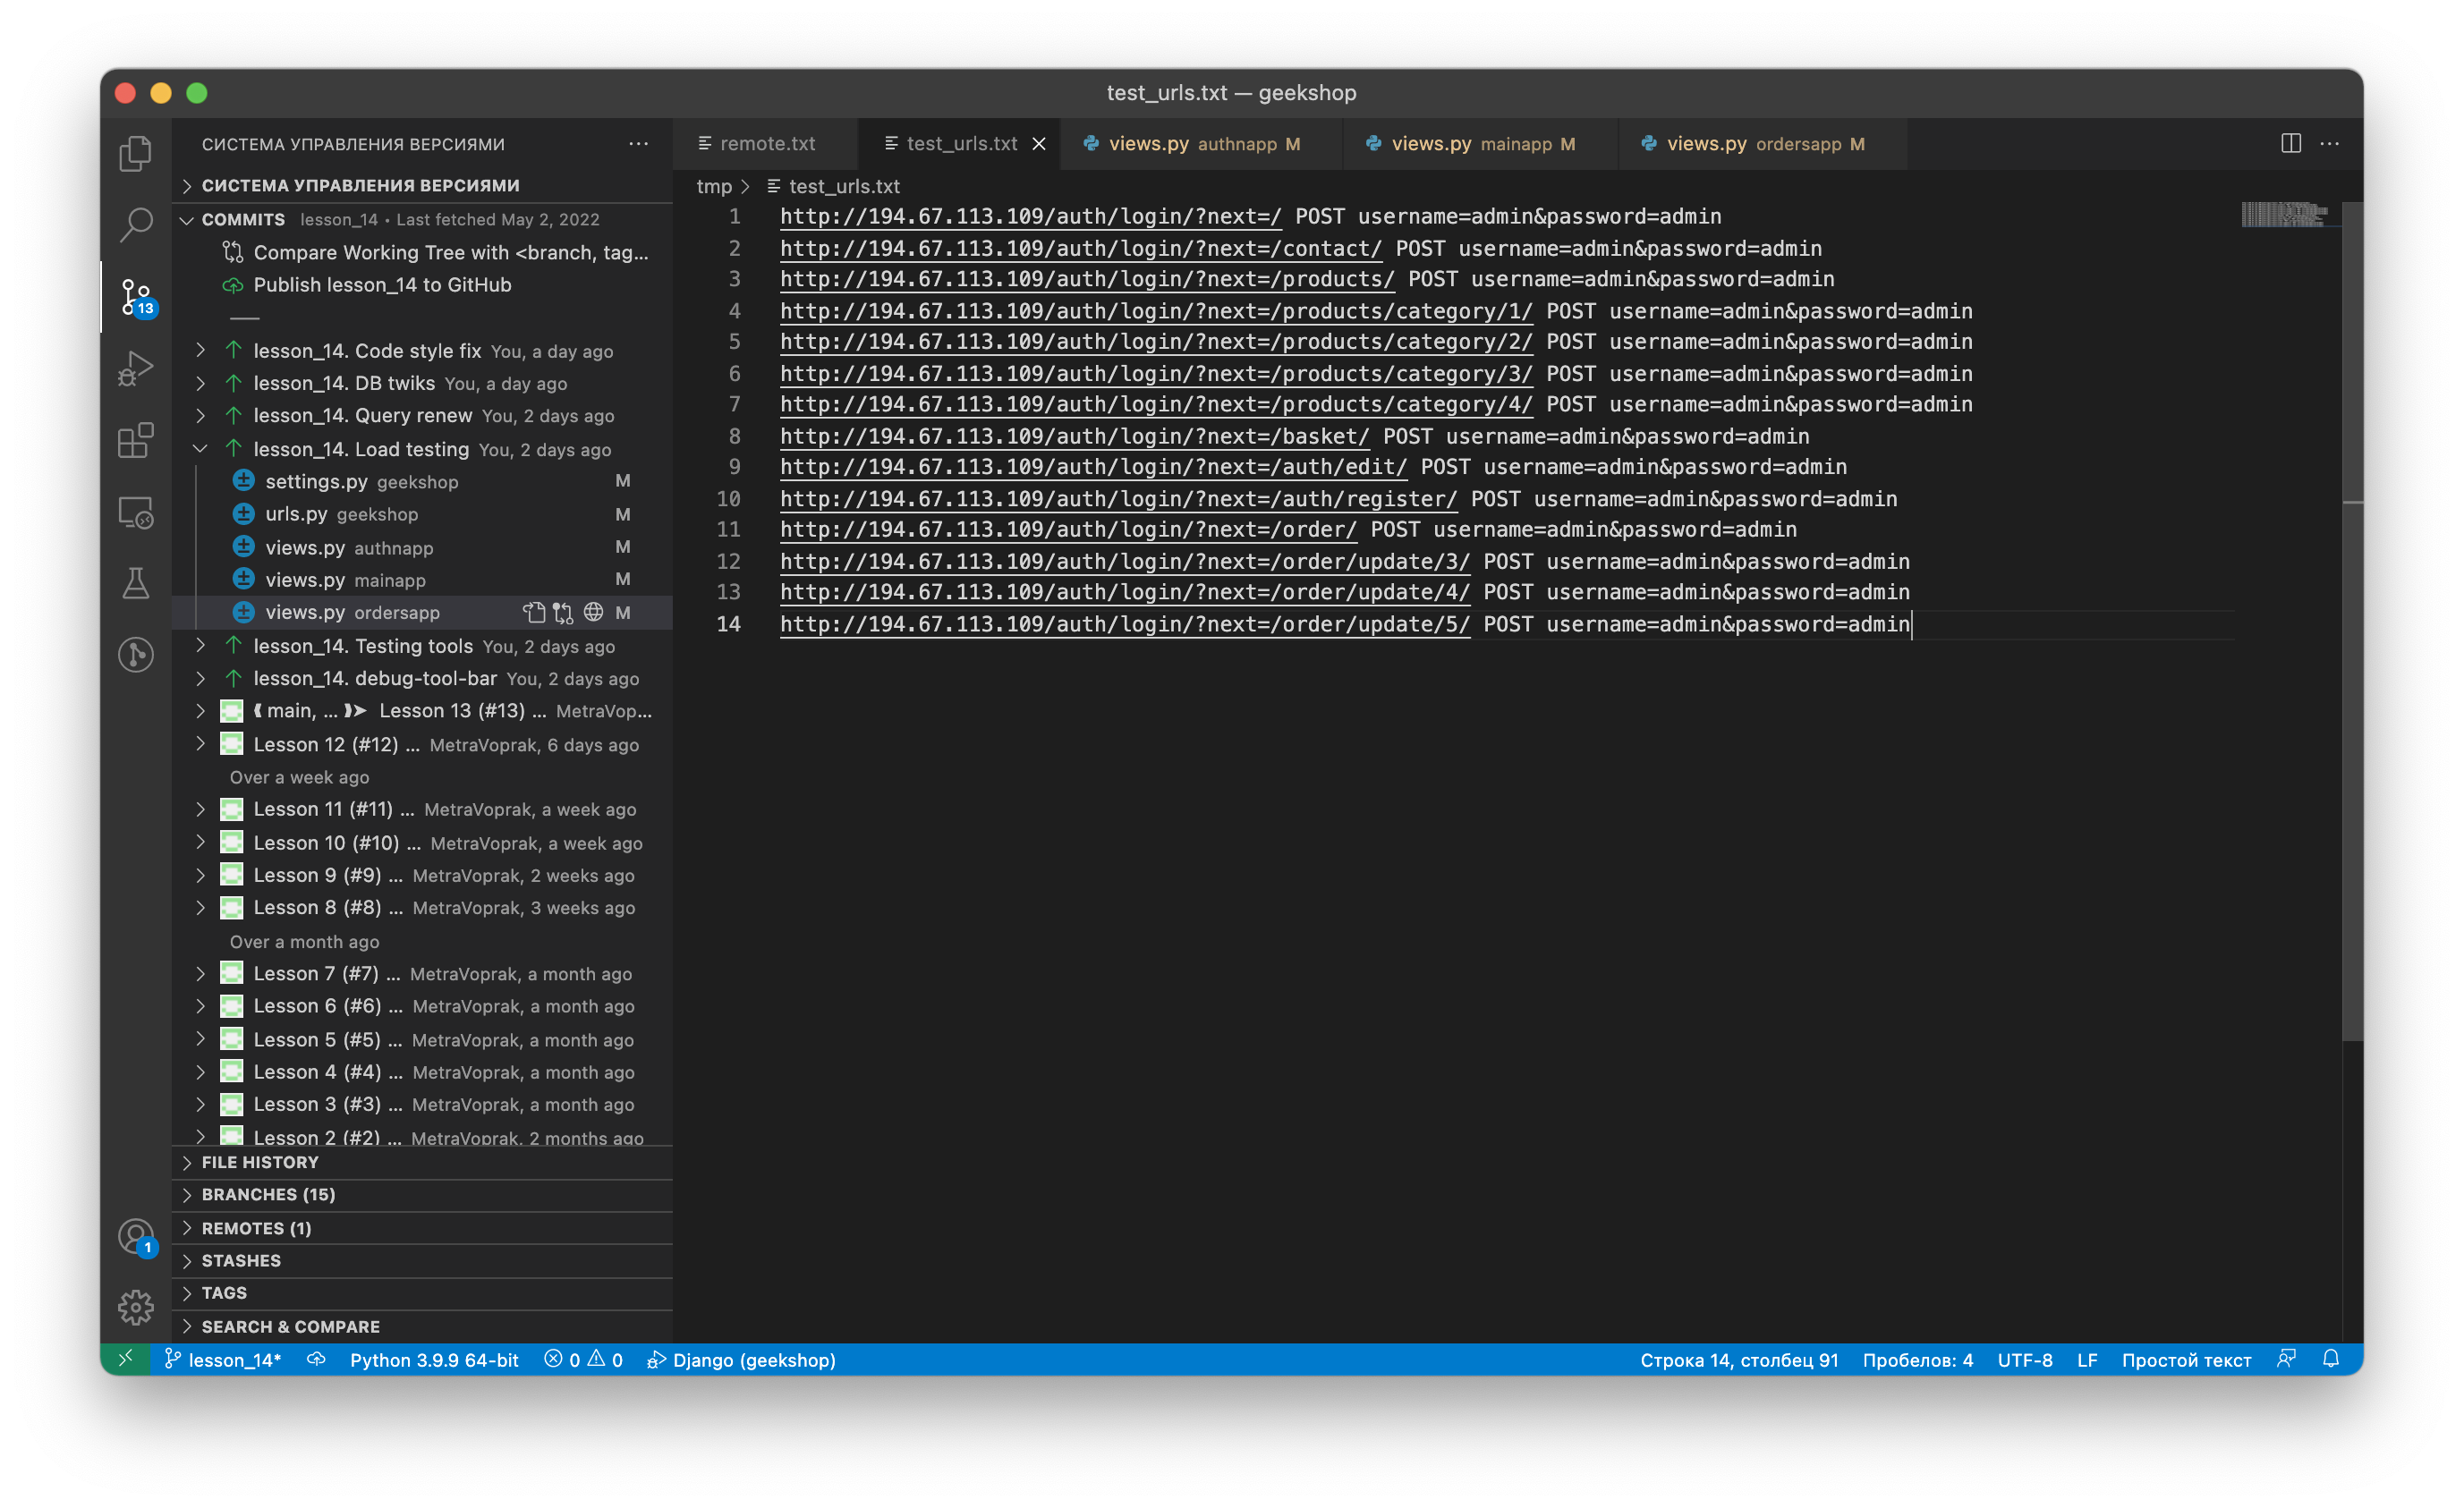 test_urls.txt — geekshop
СИСТЕМА УПРАВЛЕНИЯ ВЕРСИЯМИ
СИСТЕМА УПРАВЛЕНИЯ ВЕРСИЯМИ
COMMITS lesson_14 • Last fetched May 2, 2022
Compare Working Tree with <branch, tag...
Publish lesson_14 to GitHub
lesson_14. Code style fix You, a day ago
lesson_14. DB twiks You, a day ago
lesson_14. Query renew You, 2 days ago
lesson_14. Load testing You, 2 days ago
settings.py geekshop M
urls.py geekshop M
views.py authnapp M
views.py mainapp M
views.py ordersapp M
lesson_14. Testing tools You, 2 days ago
lesson_14. debug-tool-bar You, 2 days ago
❰ main, ... ❱➤ Lesson 13 (#13) ... MetraVop...
Lesson 12 (#12) ... MetraVoprak, 6 days ago
Over a week ago
Lesson 11 (#11) ... MetraVoprak, a week ago
Lesson 10 (#10) ... MetraVoprak, a week ago
Lesson 9 (#9) ... MetraVoprak, 2 weeks ago
Lesson 8 (#8) ... MetraVoprak, 3 weeks ago
Over a month ago
Lesson 7 (#7) ... MetraVoprak, a month ago
Lesson 6 (#6) ... MetraVoprak, a month ago
Lesson 5 (#5) ... MetraVoprak, a month ago
Lesson 4 (#4) ... MetraVoprak, a month ago
Lesson 3 (#3) ... MetraVoprak, a month ago
Lesson 2 (#2) ... MetraVoprak, 2 months ago
FILE HISTORY
BRANCHES (15)
REMOTES (1)
STASHES
TAGS
SEARCH & COMPARE
13
1
remote.txt
test_urls.txt
views.py authnapp M
views.py mainapp M
views.py ordersapp M
tmp > test_urls.txt
1 http://194.67.113.109/auth/login/?next=/ POST username=admin&password=admin
2 http://194.67.113.109/auth/login/?next=/contact/ POST username=admin&password=admin
3 http://194.67.113.109/auth/login/?next=/products/ POST username=admin&password=admin
4 http://194.67.113.109/auth/login/?next=/products/category/1/ POST username=admin&password=admin
5 http://194.67.113.109/auth/login/?next=/products/category/2/ POST username=admin&password=admin
6 http://194.67.113.109/auth/login/?next=/products/category/3/ POST username=admin&password=admin
7 http://194.67.113.109/auth/login/?next=/products/category/4/ POST username=admin&password=admin
8 http://194.67.113.109/auth/login/?next=/basket/ POST username=admin&password=admin
9 http://194.67.113.109/auth/login/?next=/auth/edit/ POST username=admin&password=admin
10 http://194.67.113.109/auth/login/?next=/auth/register/ POST username=admin&password=admin
11 http://194.67.113.109/auth/login/?next=/order/ POST username=admin&password=admin
12 http://194.67.113.109/auth/login/?next=/order/update/3/ POST username=admin&password=admin
13 http://194.67.113.109/auth/login/?next=/order/update/4/ POST username=admin&password=admin
14 http://194.67.113.109/auth/login/?next=/order/update/5/ POST username=admin&password=admin
lesson_14* Python 3.9.9 64-bit 0 0 Django (geekshop) Строка 14, столбец 91 Пробелов: 4 UTF-8 LF Простой текст